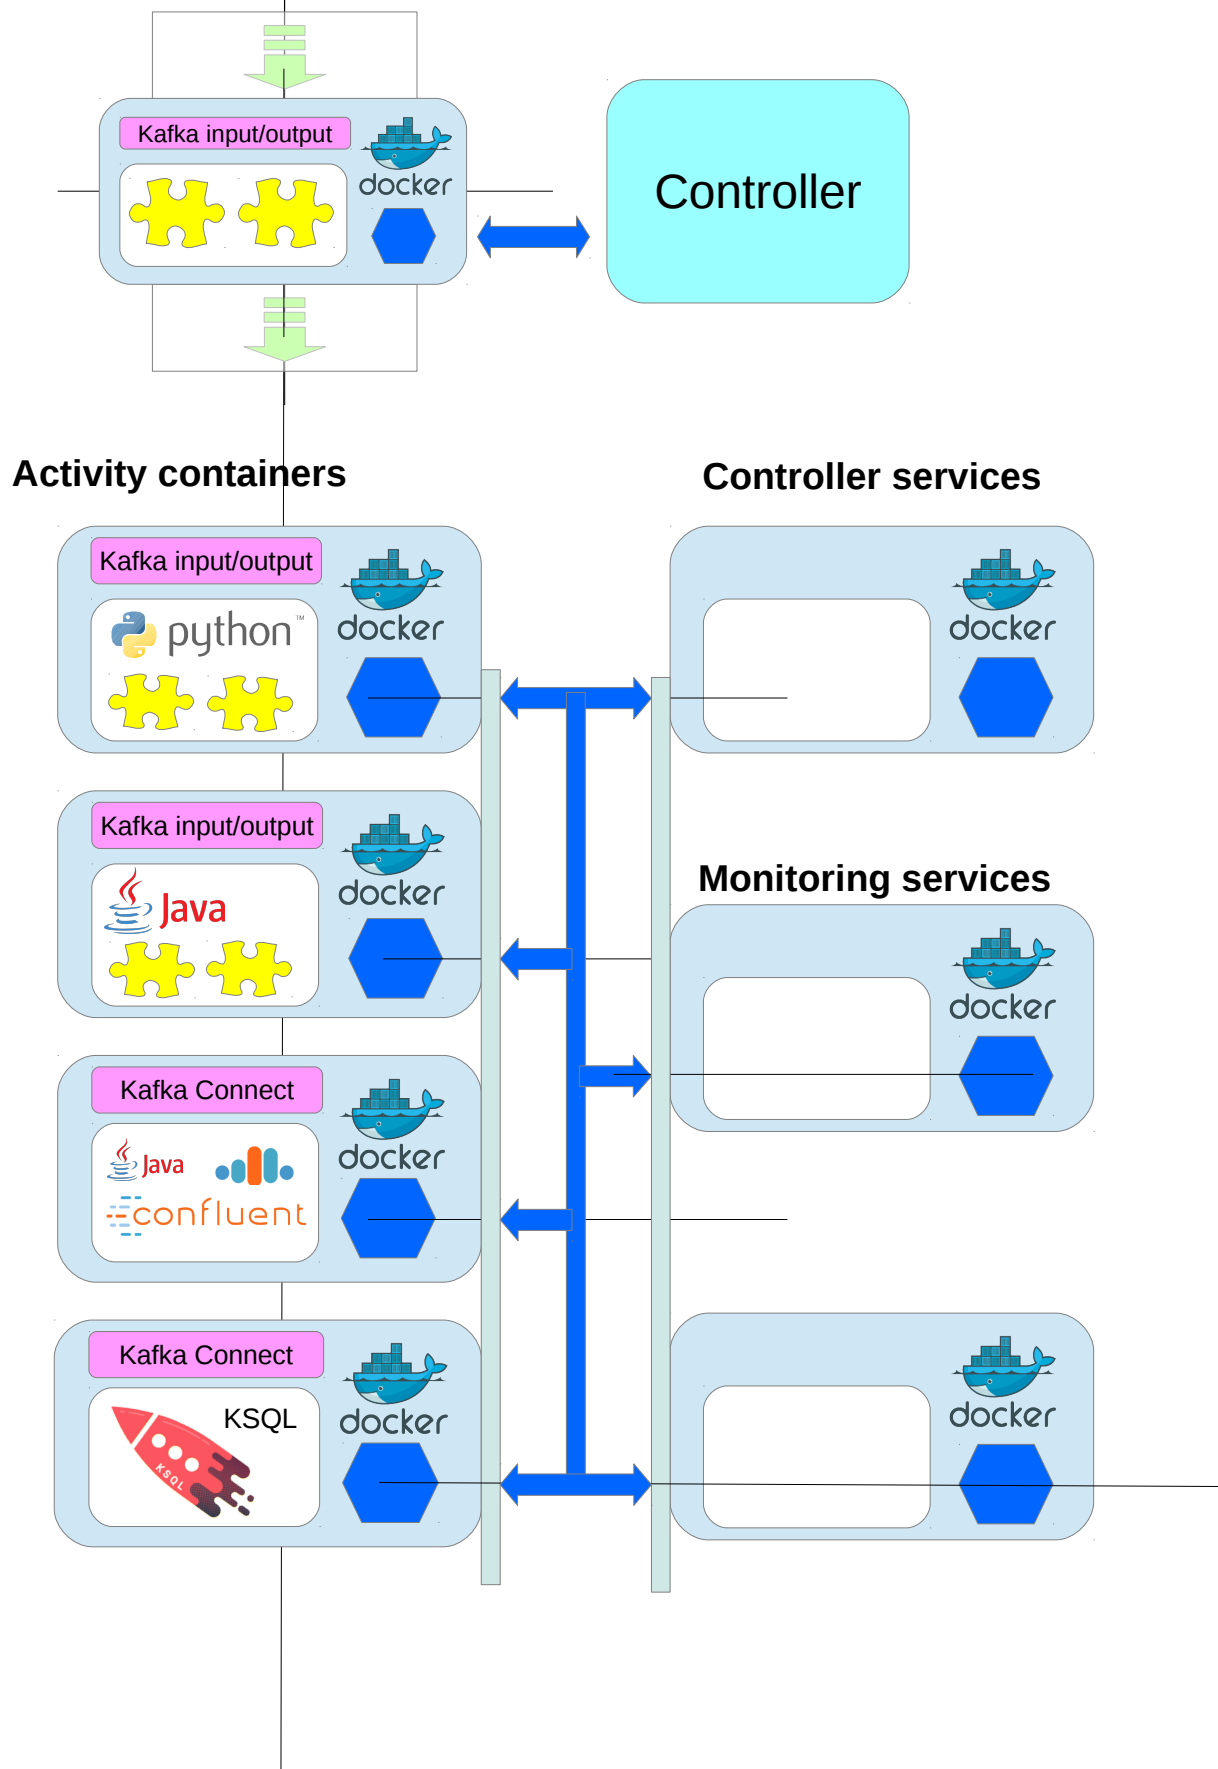 Kafka input/output
docker
Controller
Activity containers
Controller services
Kafka input/output
python™
docker
docker
Kafka input/output
Java
docker
Monitoring services
docker
Kafka Connect
Java
confluent
docker
Kafka Connect
KSQL
KSQL
docker
docker